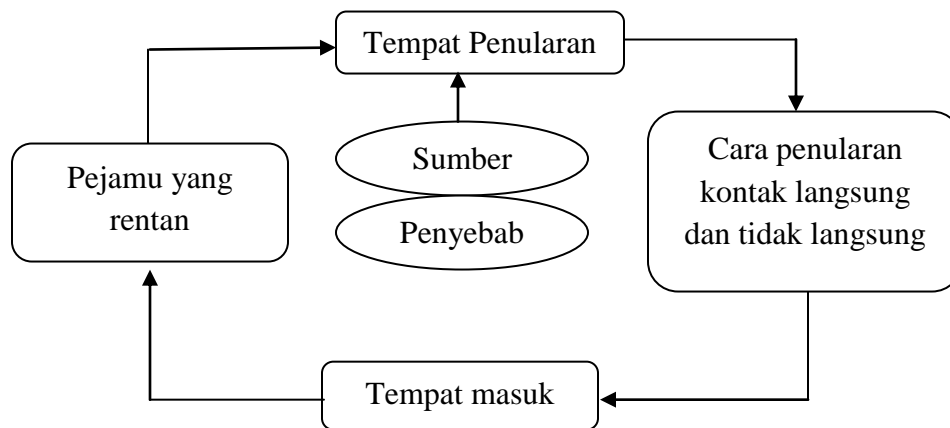 Tempat Penularan
Sumber
Penyebab
Pejamu yang
rentan
Cara penularan
kontak langsung
dan tidak langsung
Tempat masuk